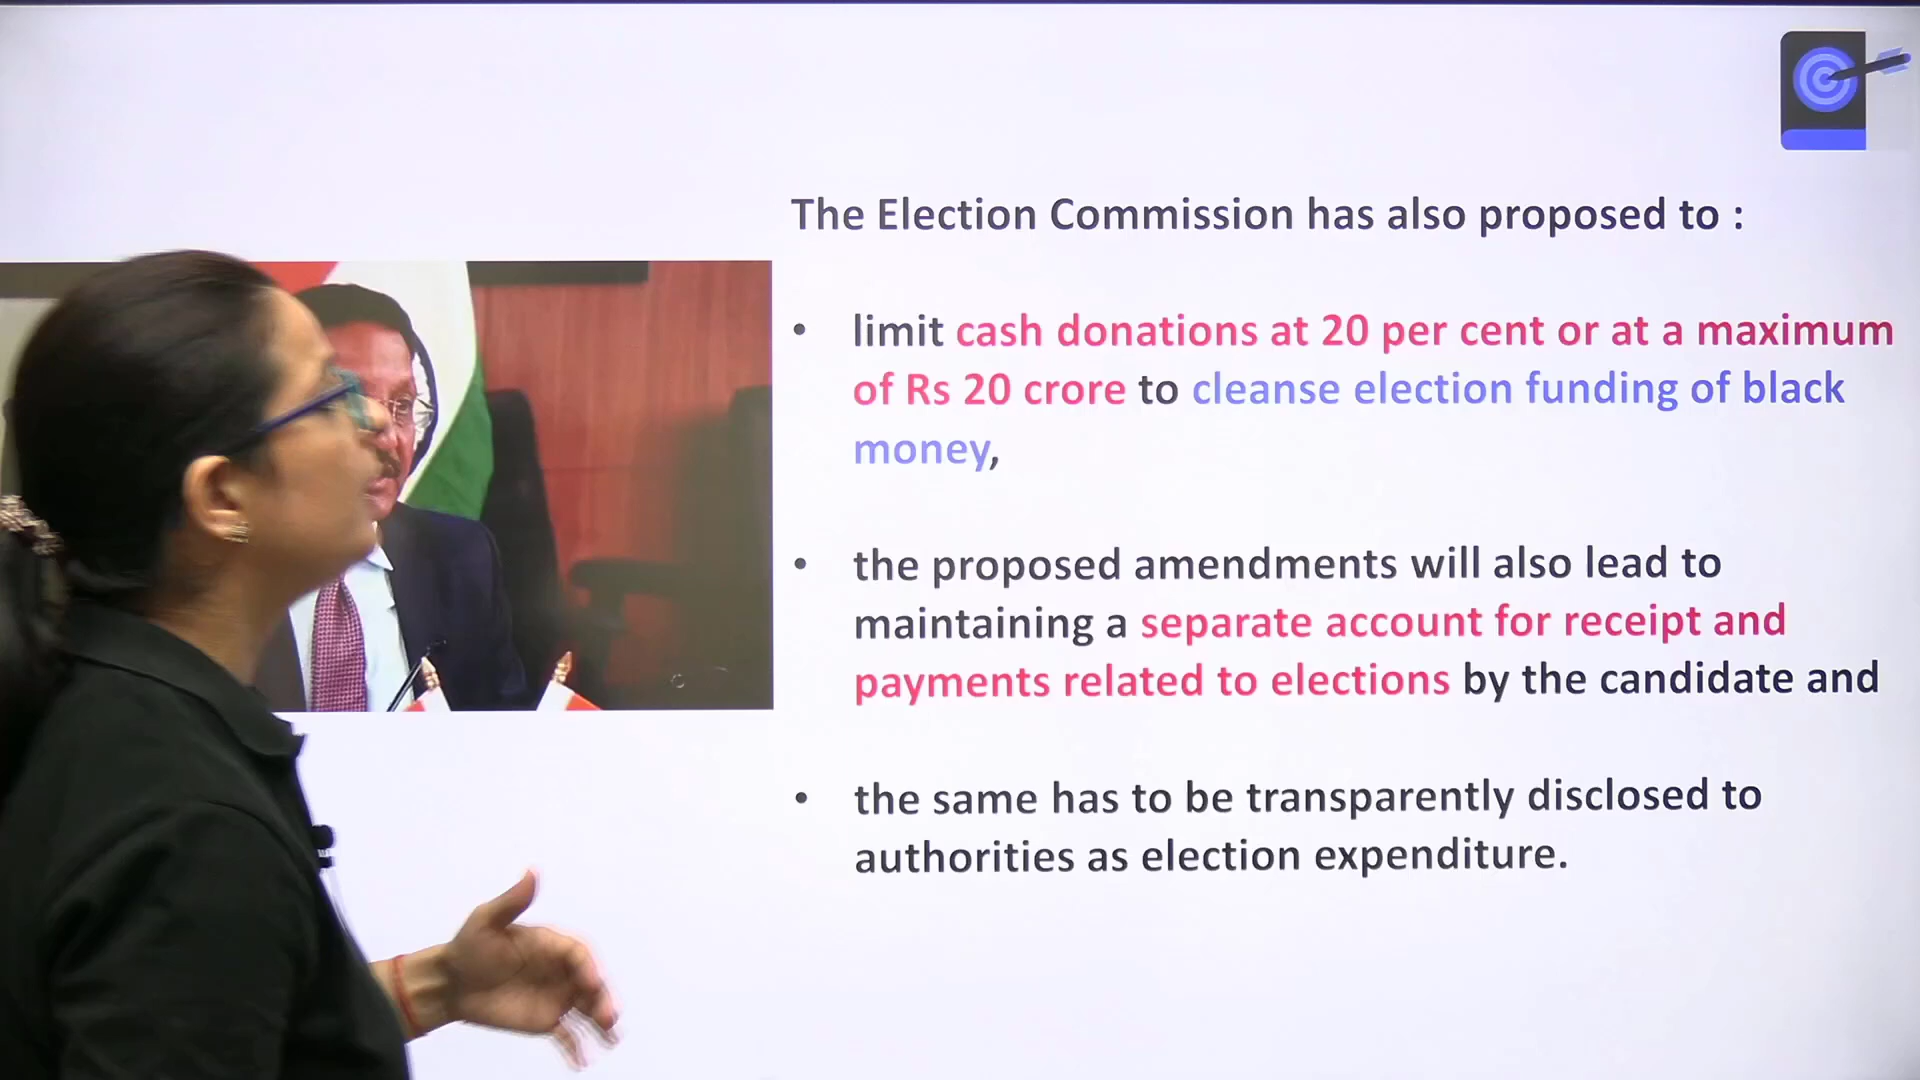 The Election Commission has also proposed to :
• limit cash donations at 20 per cent or at a maximum
of Rs 20 crore to cleanse election funding of black
money,
• the proposed amendments will also lead to
maintaining a separate account for receipt and
payments related to elections by the candidate and
• the same has to be transparently disclosed to
authorities as election expenditure.